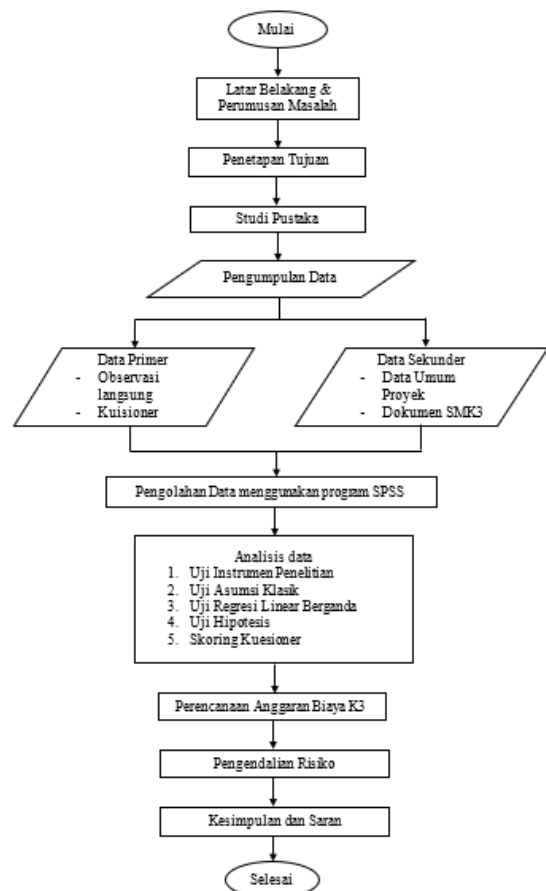 Mulai
Latar Belakang &
Perumusan Masalah
Penetapan Tujuan
Studi Pustaka
Pengumpulan Data
Data Primer
- Observasi
langsung
- Kuisioner
Data Sekunder
- Data Umum
Proyek
- Dokumen SMK3
Pengolahan Data menggunakan program SPSS
Analisis data
1. Uji Instrumen Penelitian
2. Uji Asumsi Klasik
3. Uji Regresi Linear Berganda
4. Uji Hipotesis
5. Skoring Kuesioner
Perencanaan Anggaran Biaya K3
Pengendalian Risiko
Kesimpulan dan Saran
Selesai